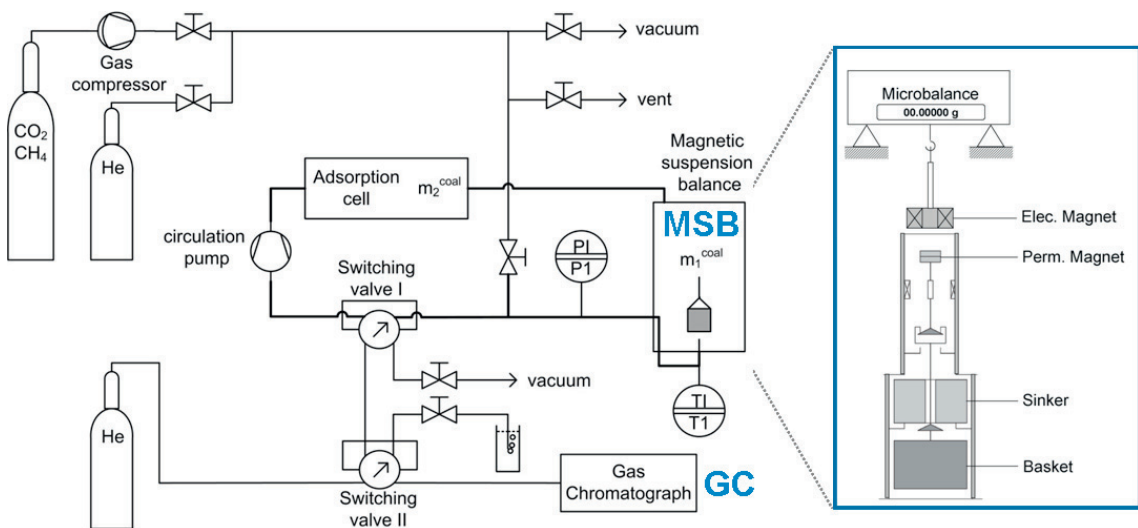 Gas
compressor
CO₂
CH₄
He
vacuum
vent
Adsorption
cell
m₂ᶜᵒᵃˡ
Magnetic
suspension
balance
MSB
m₁ᶜᵒᵃˡ
circulation
pump
Switching
valve I
PI
P1
TI
T1
vacuum
He
Switching
valve II
Gas
Chromatograph
GC
Microbalance
00.00000 g
Elec. Magnet
Perm. Magnet
Sinker
Basket